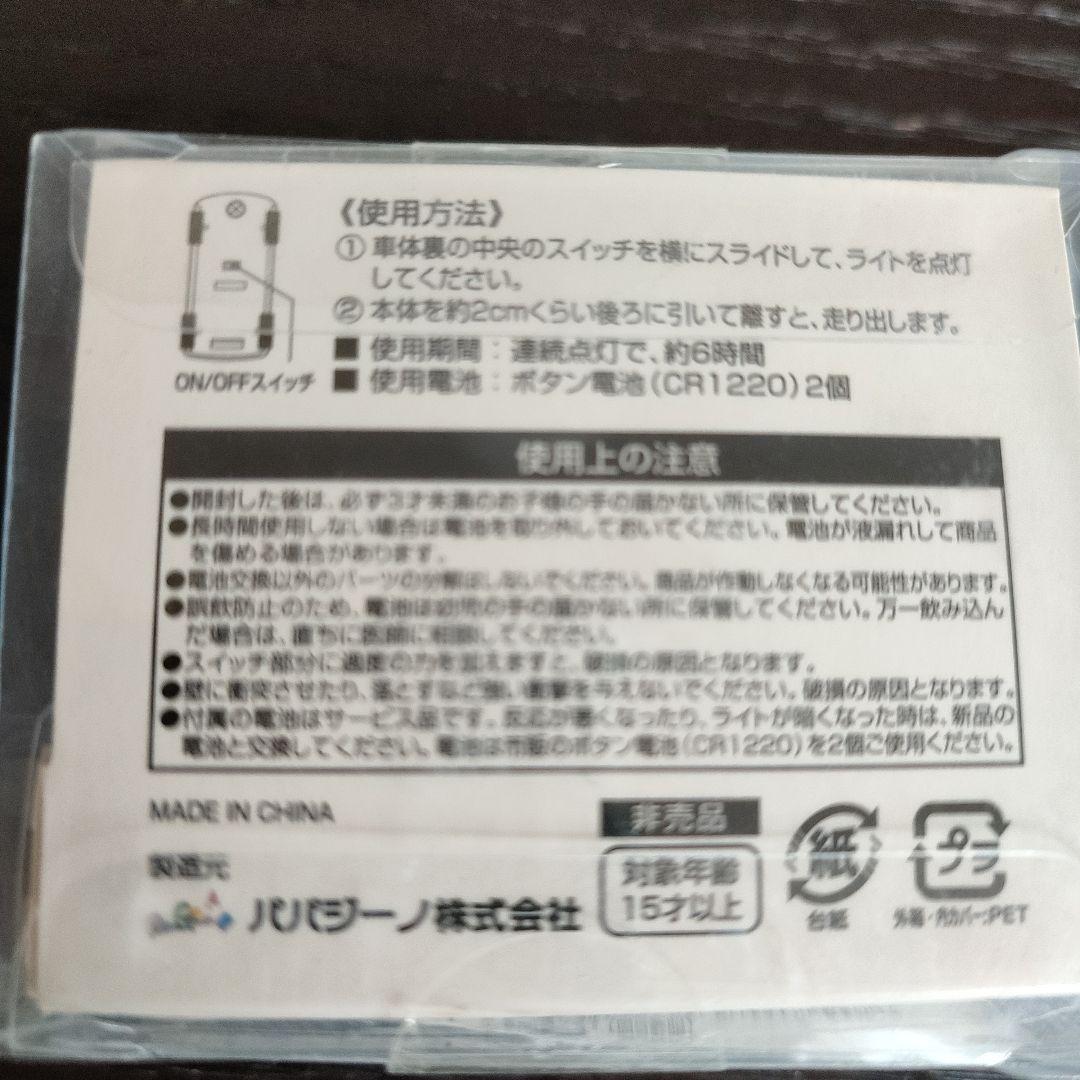 《使用方法》
① 車体裏の中央のスイッチを横にスライドして、ライトを点灯
してください。
② 本体を約2cmくらい後ろに引いて離すと、走り出します。
■ 使用期間：連続点灯で、約6時間
■ 使用電池：ボタン電池（CR1220）2個
ON/OFFスイッチ
使用上の注意
●開封した後は、必ず3才未満のお子様の手の届かない所に保管してください。
●長時間使用しない場合は電池を取り外しておいてください。電池が液漏れして商品
を傷める場合があります。
●電池交換以外のパーツの分解はしないでください。商品が作動しなくなる可能性があります。
●誤飲防止のため、電池は幼児の手の届かない所に保管してください。万一飲み込ん
だ場合は、直ちに医師に相談してください。
●スイッチ部分に過度の力を加えますと、破損の原因となります。
●壁に衝突させたり、落とすなど強い衝撃を与えないでください。破損の原因となります。
●付属の電池はサービス品です。反応が悪くなったり、ライトが暗くなった時は、新品の
電池と交換してください。電池は市販のボタン電池（CR1220）を2個ご使用ください。
MADE IN CHINA
製造元
パパジーノ株式会社
非売品
対象年齢
15才以上
紙
台紙
プラ
外箱・内カバー:PET